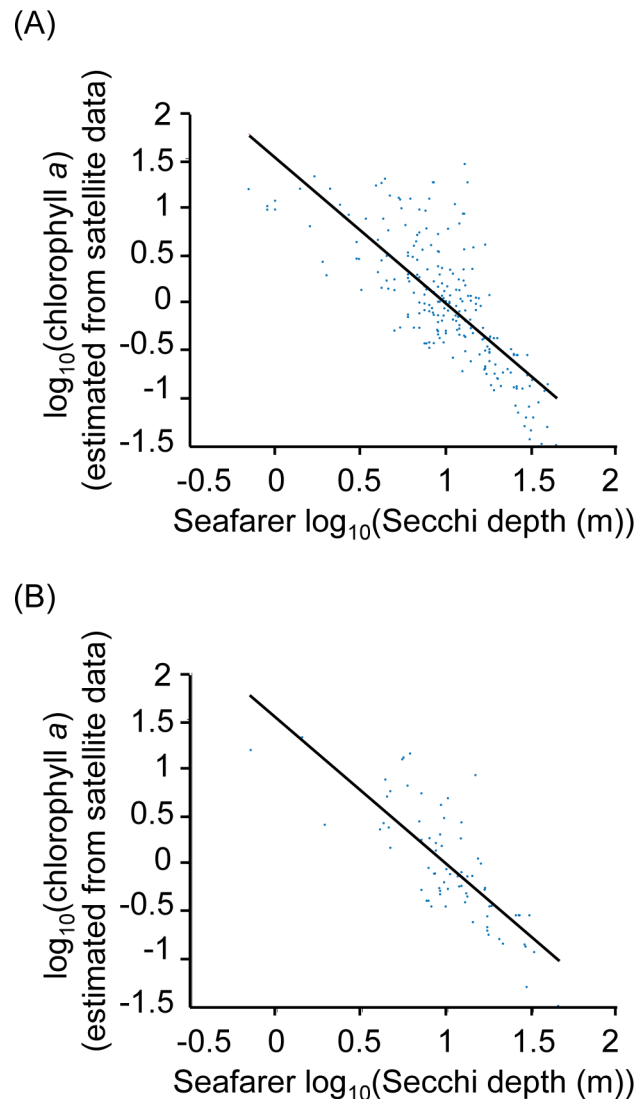 (A)
log₁₀(chlorophyll a)
(estimated from satellite data)
2
1.5
1
0.5
0
-0.5
-1
-1.5
-0.5 0 0.5 1 1.5 2
Seafarer log₁₀(Secchi depth (m))
(B)
log₁₀(chlorophyll a)
(estimated from satellite data)
2
1.5
1
0.5
0
-0.5
-1
-1.5
-0.5 0 0.5 1 1.5 2
Seafarer log₁₀(Secchi depth (m))